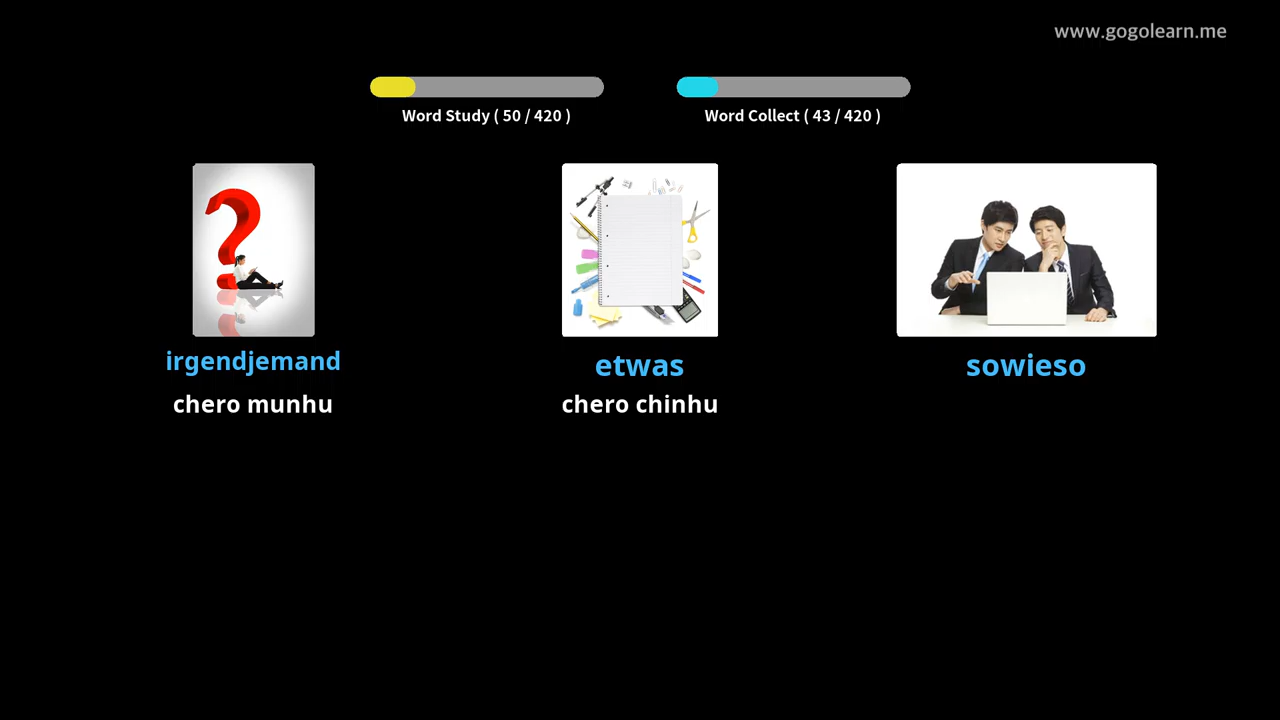 www.gogolearn.me
Word Study ( 50 / 420 )
Word Collect ( 43 / 420 )
irgendjemand
etwas
sowieso
chero munhu
chero chinhu